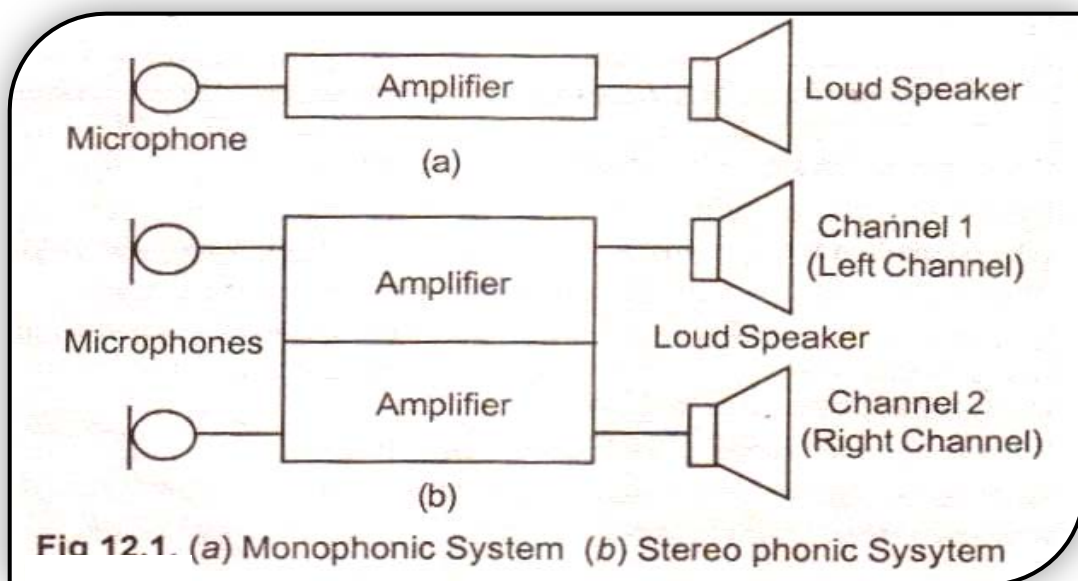 Amplifier
Loud Speaker
Microphone
(a)
Channel 1
(Left Channel)
Amplifier
Microphones
Loud Speaker
Amplifier
Channel 2
(Right Channel)
(b)
Fig 12.1. (a) Monophonic System (b) Stereo phonic Sysytem